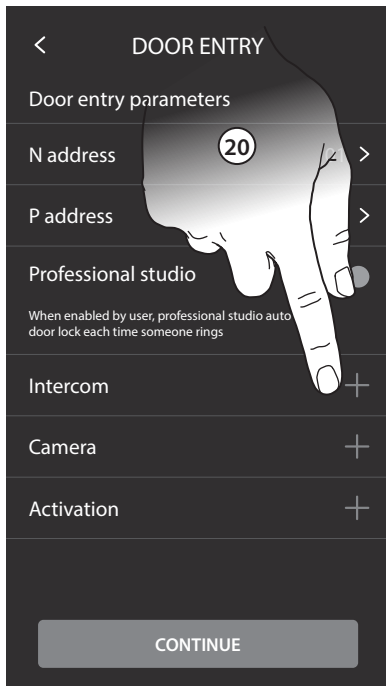 DOOR ENTRY
Door entry parameters
N address
20
P address
Professional studio
When enabled by user, professional studio auto
door lock each time someone rings
Intercom
Camera
Activation
CONTINUE